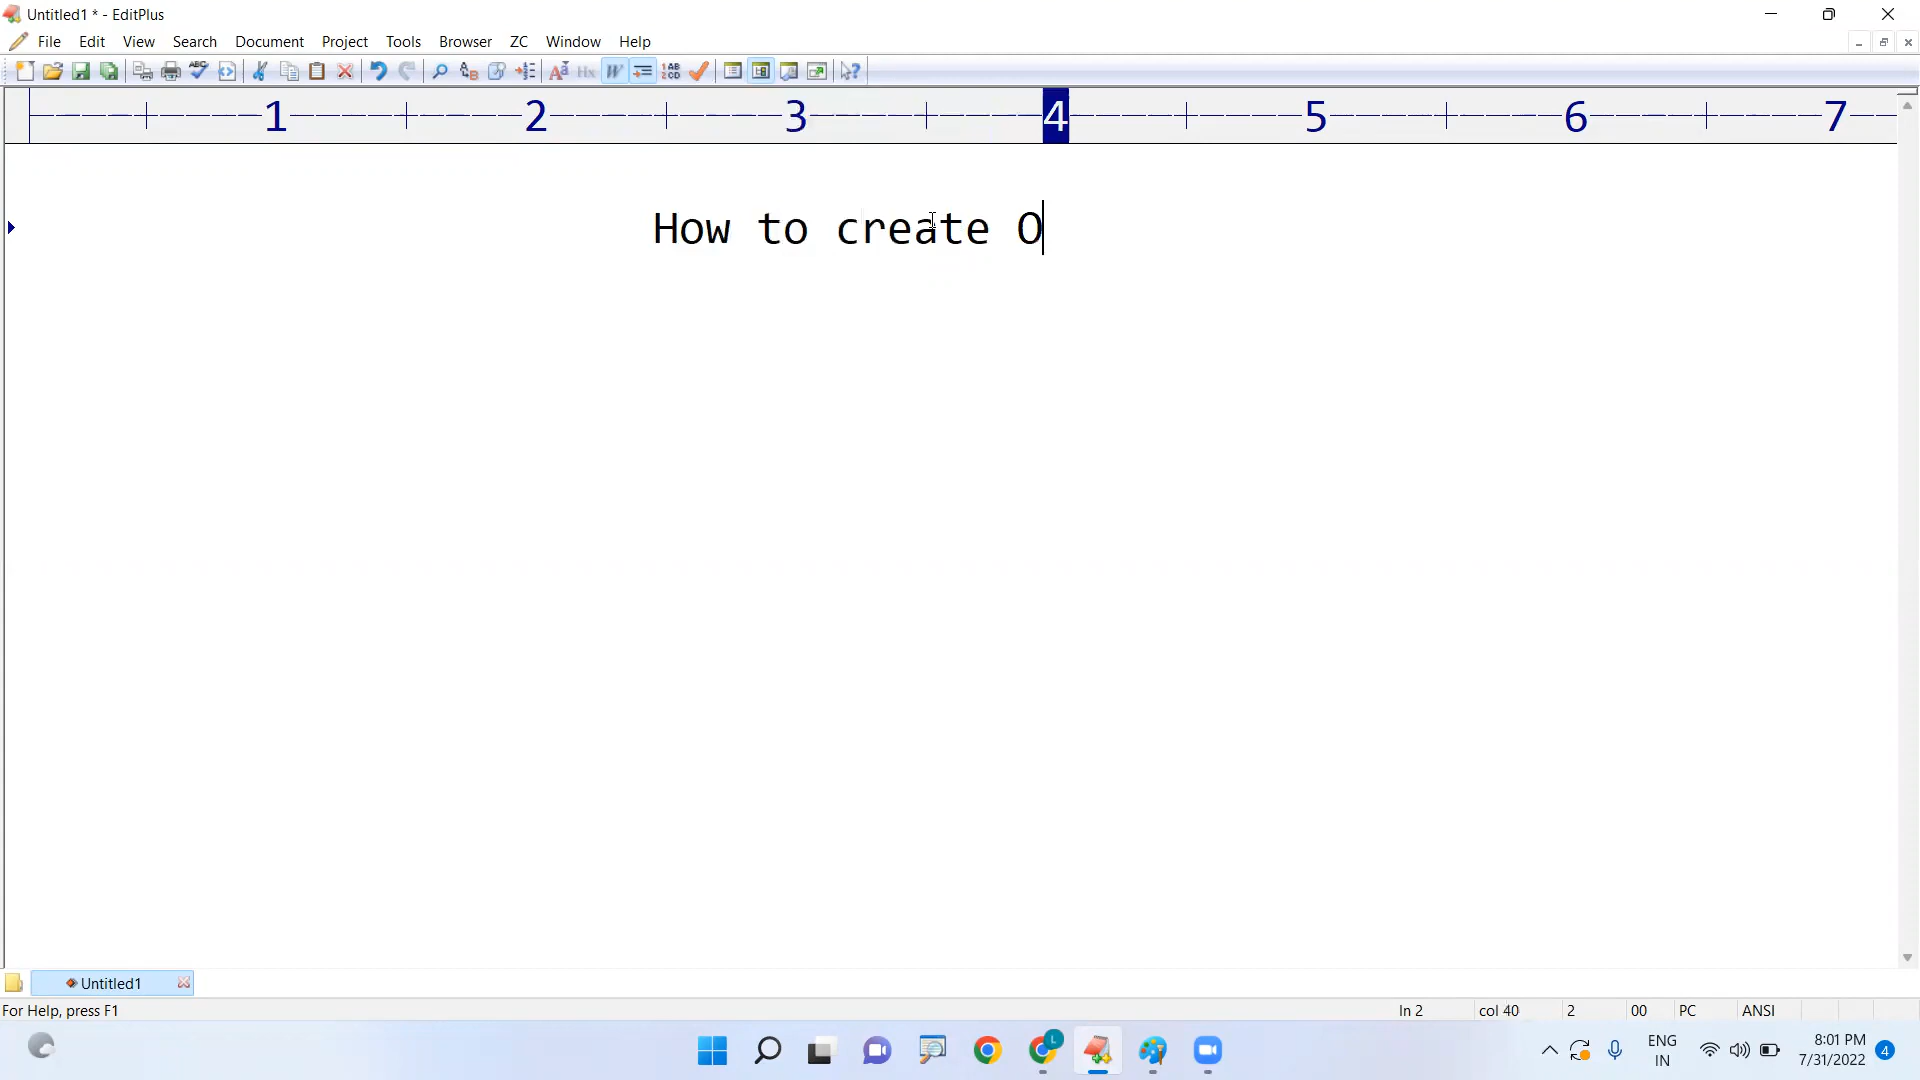 Untitled1 * - EditPlus
File Edit View Search Document Project Tools Browser ZC Window Help
1 2 3 4 5 6 7
How to create O
Untitled1
For Help, press F1
ln 2 col 40 2 00 PC ANSI
L
ENG
IN
8:01 PM
7/31/2022
4